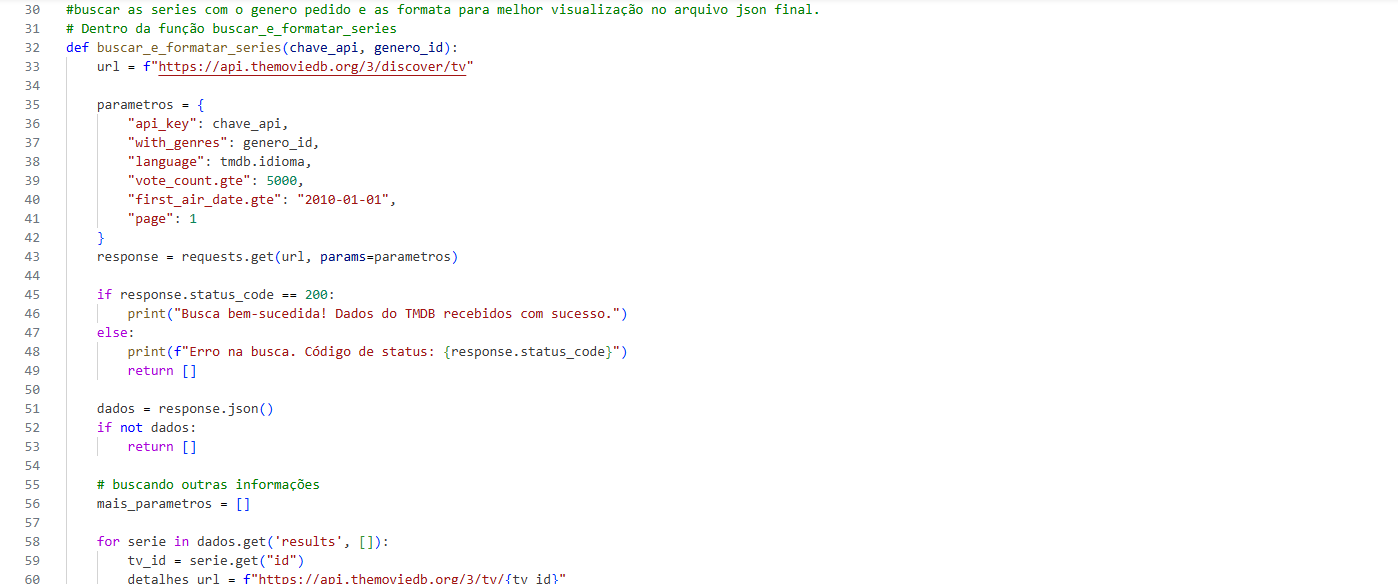 30 #buscar as series com o genero pedido e as formata para melhor visualização no arquivo json final.
31 # Dentro da função buscar_e_formatar_series
32 def buscar_e_formatar_series(chave_api, genero_id):
33     url = f"https://api.themoviedb.org/3/discover/tv"
34
35     parametros = {
36         "api_key": chave_api,
37         "with_genres": genero_id,
38         "language": tmdb.idioma,
39         "vote_count.gte": 5000,
40         "first_air_date.gte": "2010-01-01",
41         "page": 1
42     }
43     response = requests.get(url, params=parametros)
44
45     if response.status_code == 200:
46         print("Busca bem-sucedida! Dados do TMDB recebidos com sucesso.")
47     else:
48         print(f"Erro na busca. Código de status: {response.status_code}")
49         return []
50
51     dados = response.json()
52     if not dados:
53         return []
54
55     # buscando outras informações
56     mais_parametros = []
57
58     for serie in dados.get('results', []):
59         tv_id = serie.get("id")
60         detalhes_url = f"https://api.themoviedb.org/3/tv/{tv_id}"